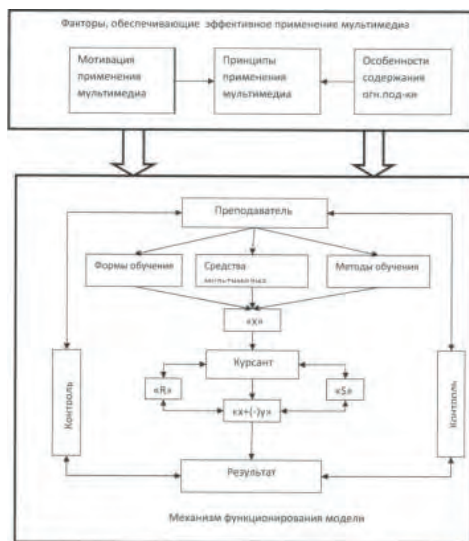 Факторы, обеспечивающие эффективное применение мультимедиа
Мотивация
применения
мультимедиа
Принципы
применения
мультимедиа
Особенности
содержания
огн.под-ки
Преподаватель
Формы обучения
Средства
мультимедиа
Методы обучения
«х»
Курсант
«R»
«S»
«х+(-)у»
Контроль
Контроль
Результат
Механизм функционирования модели